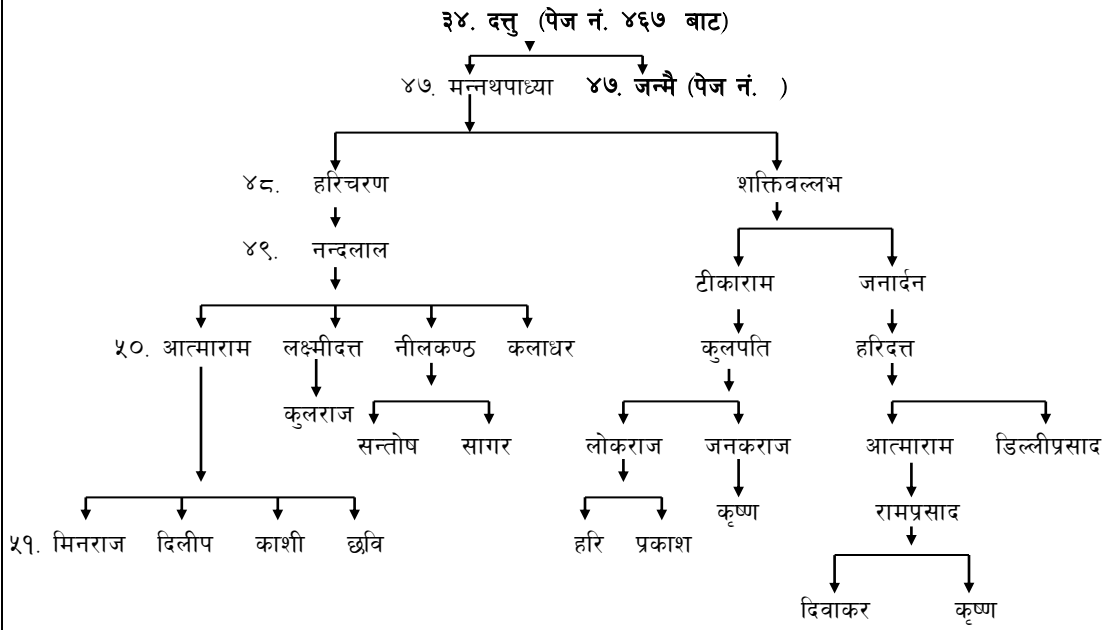 ३४. दत्तु (पेज नं. ४६७ बाट)
४७. मन्नथपाध्या ४७. जन्मै (पेज नं. )
४८. हरिचरण शक्तिवल्लभ
४९. नन्दलाल
टीकाराम जनार्दन
५०. आत्माराम लक्ष्मीदत्त नीलकण्ठ कलाधर कुलपति हरिदत्त
कुलराज
सन्तोष सागर लोकराज जनकराज आत्माराम डिल्लीप्रसाद
कृष्ण रामप्रसाद
५१. मिनराज दिलीप काशी छवि हरि प्रकाश
दिवाकर कृष्ण